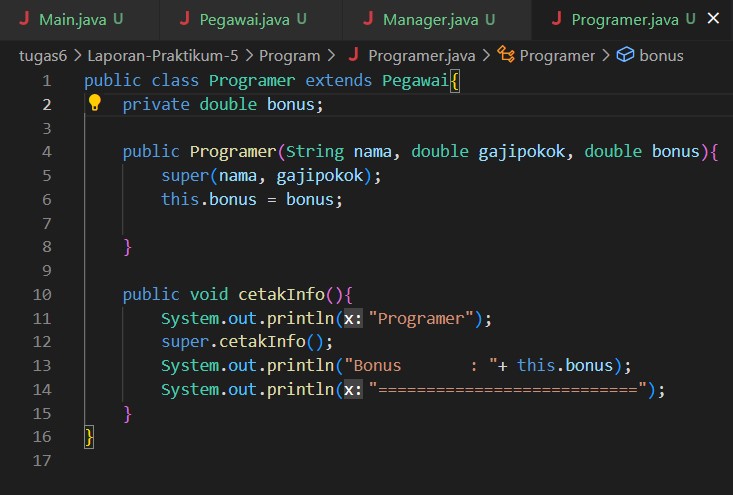 J Main.java U J Pegawai.java U J Manager.java U J Programer.java U ×
tugas6 > Laporan-Praktikum-5 > Program > J Programer.java > Programer > bonus
1 public class Programer extends Pegawai{
2 private double bonus;
3
4 public Programer(String nama, double gajipokok, double bonus){
5 super(nama, gajipokok);
6 this.bonus = bonus;
7
8 }
9
10 public void cetakInfo(){
11 System.out.println(x: "Programer");
12 super.cetakInfo();
13 System.out.println("Bonus       : "+ this.bonus);
14 System.out.println(x: "===========================");
15 }
16 }
17